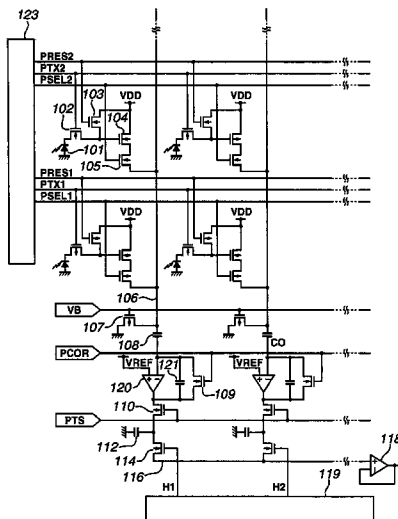 123
PRES2
PTX2
PSEL2
103
VDD VDD
102
104
101
105
PRES1
PTX1
PSEL1
VDD VDD
106
VB
107
108
CO
PCOR
VREF 121 VREF
120
109
110
PTS
112
118
114
116
119
H1 H2